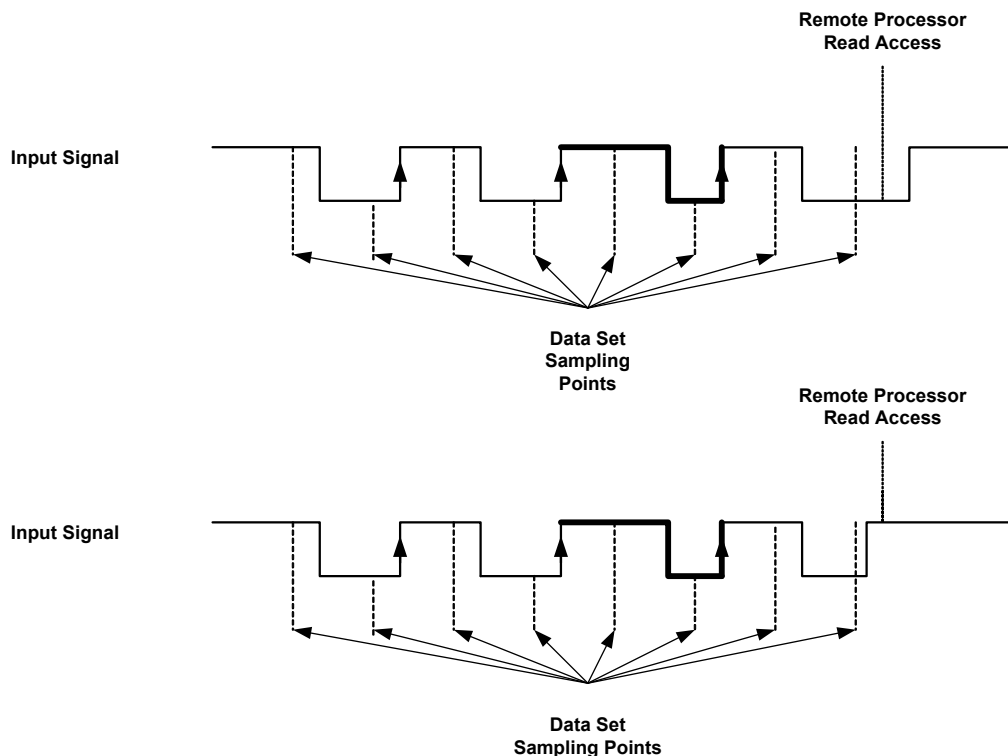 Remote Processor
Read Access
Input Signal
Data Set
Sampling
Points
Remote Processor
Read Access
Input Signal
Data Set
Sampling Points